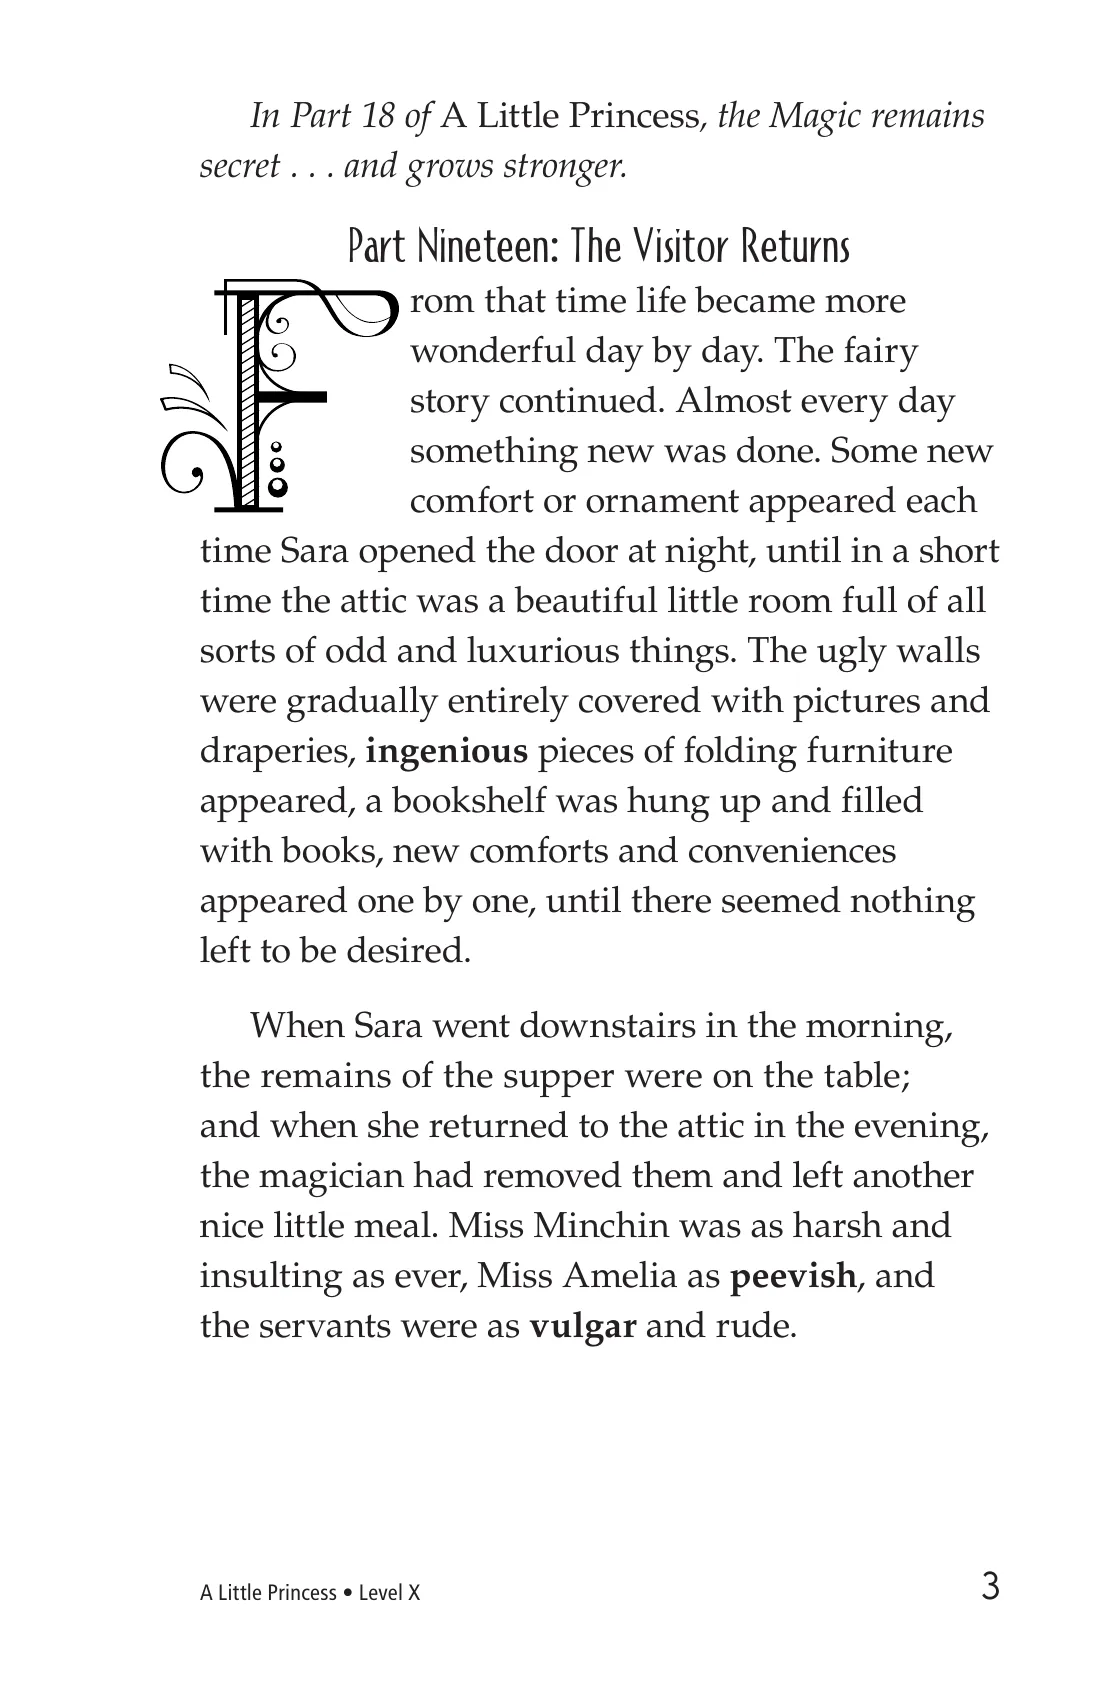 In Part 18 of A Little Princess, the Magic remains
secret . . . and grows stronger.
Part Nineteen: The Visitor Returns
From that time life became more
wonderful day by day. The fairy
story continued. Almost every day
something new was done. Some new
comfort or ornament appeared each
time Sara opened the door at night, until in a short
time the attic was a beautiful little room full of all
sorts of odd and luxurious things. The ugly walls
were gradually entirely covered with pictures and
draperies, ingenious pieces of folding furniture
appeared, a bookshelf was hung up and filled
with books, new comforts and conveniences
appeared one by one, until there seemed nothing
left to be desired.
When Sara went downstairs in the morning,
the remains of the supper were on the table;
and when she returned to the attic in the evening,
the magician had removed them and left another
nice little meal. Miss Minchin was as harsh and
insulting as ever, Miss Amelia as peevish, and
the servants were as vulgar and rude.
A Little Princess • Level X
3